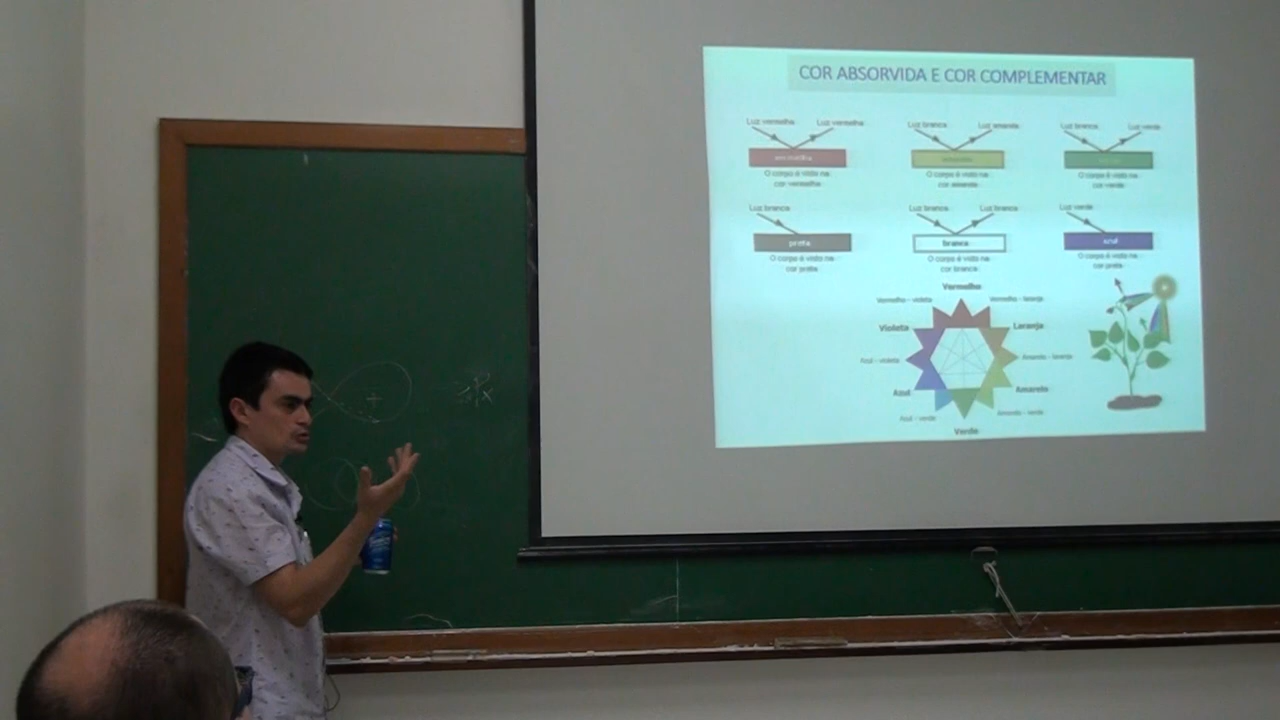 COR ABSORVIDA E COR COMPLEMENTAR
Luz vermelha Luz vermelha
vermelha
O corpo é visto na
cor vermelha
Luz branca Luz amarela
amarela
O corpo é visto na
cor amarela
Luz branca Luz verde
O corpo é visto na
cor verde
Luz branca
preta
O corpo é visto na
cor preta
Luz branca Luz branca
branca
O corpo é visto na
cor branca
Luz verde
azul
O corpo é visto na
cor preta
Vermelho
Vermelho - violeta Vermelho - laranja
Violeta Laranja
Azul - violeta Amarelo - laranja
Azul Amarelo
Azul - verde Amarelo - verde
Verde